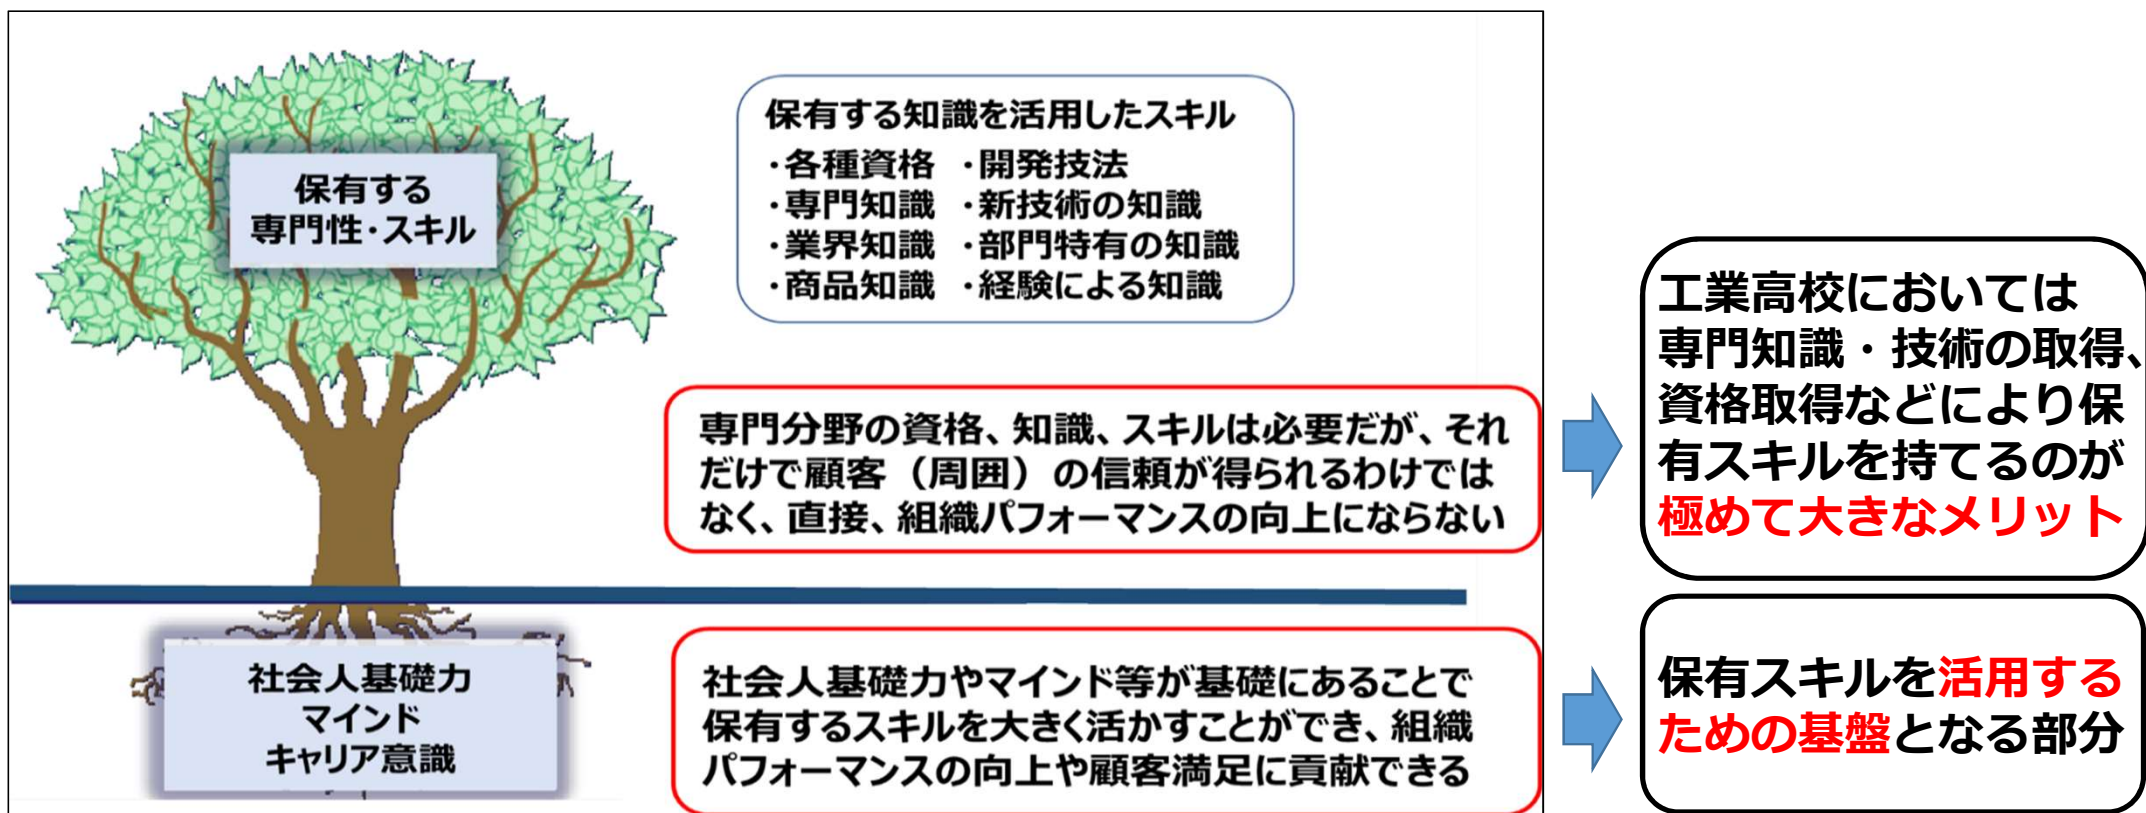 保有する
専門性・スキル
保有する知識を活用したスキル
・各種資格 ・開発技法
・専門知識 ・新技術の知識
・業界知識 ・部門特有の知識
・商品知識 ・経験による知識
専門分野の資格、知識、スキルは必要だが、それ
だけで顧客（周囲）の信頼が得られるわけでは
なく、直接、組織パフォーマンスの向上にならない
工業高校においては
専門知識・技術の取得、
資格取得などにより保
有スキルを持てるのが
極めて大きなメリット
社会人基礎力
マインド
キャリア意識
社会人基礎力やマインド等が基礎にあることで
保有するスキルを大きく活かすことができ、組織
パフォーマンスの向上や顧客満足に貢献できる
保有スキルを活用する
ための基盤となる部分